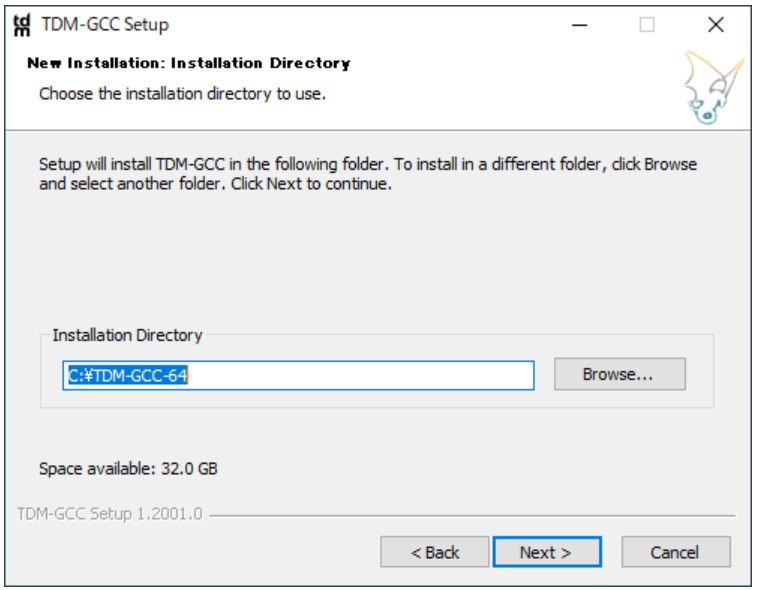 tdm TDM-GCC Setup
New Installation: Installation Directory
Choose the installation directory to use.
Setup will install TDM-GCC in the following folder. To install in a different folder, click Browse
and select another folder. Click Next to continue.
Installation Directory
C:¥TDM-GCC-64
Browse...
Space available: 32.0 GB
TDM-GCC Setup 1.2001.0
< Back
Next >
Cancel